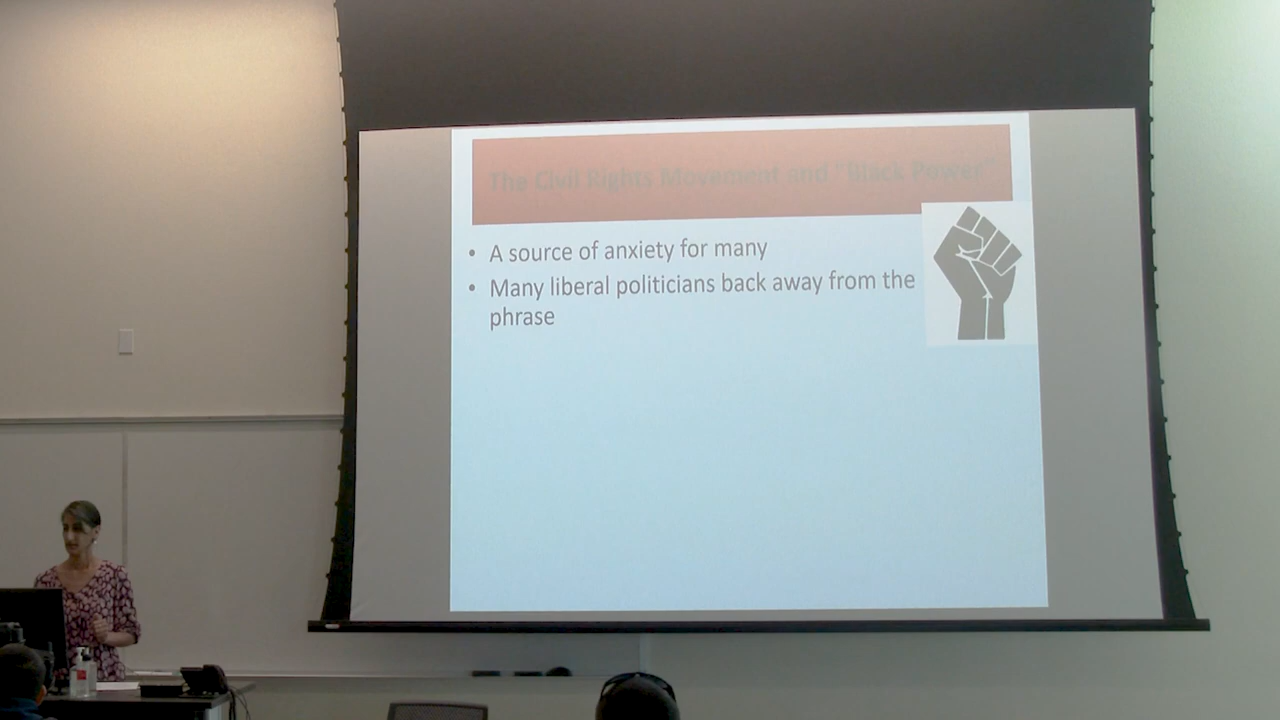 The Civil Rights Movement and "Black Power"
• A source of anxiety for many
• Many liberal politicians back away from the
phrase